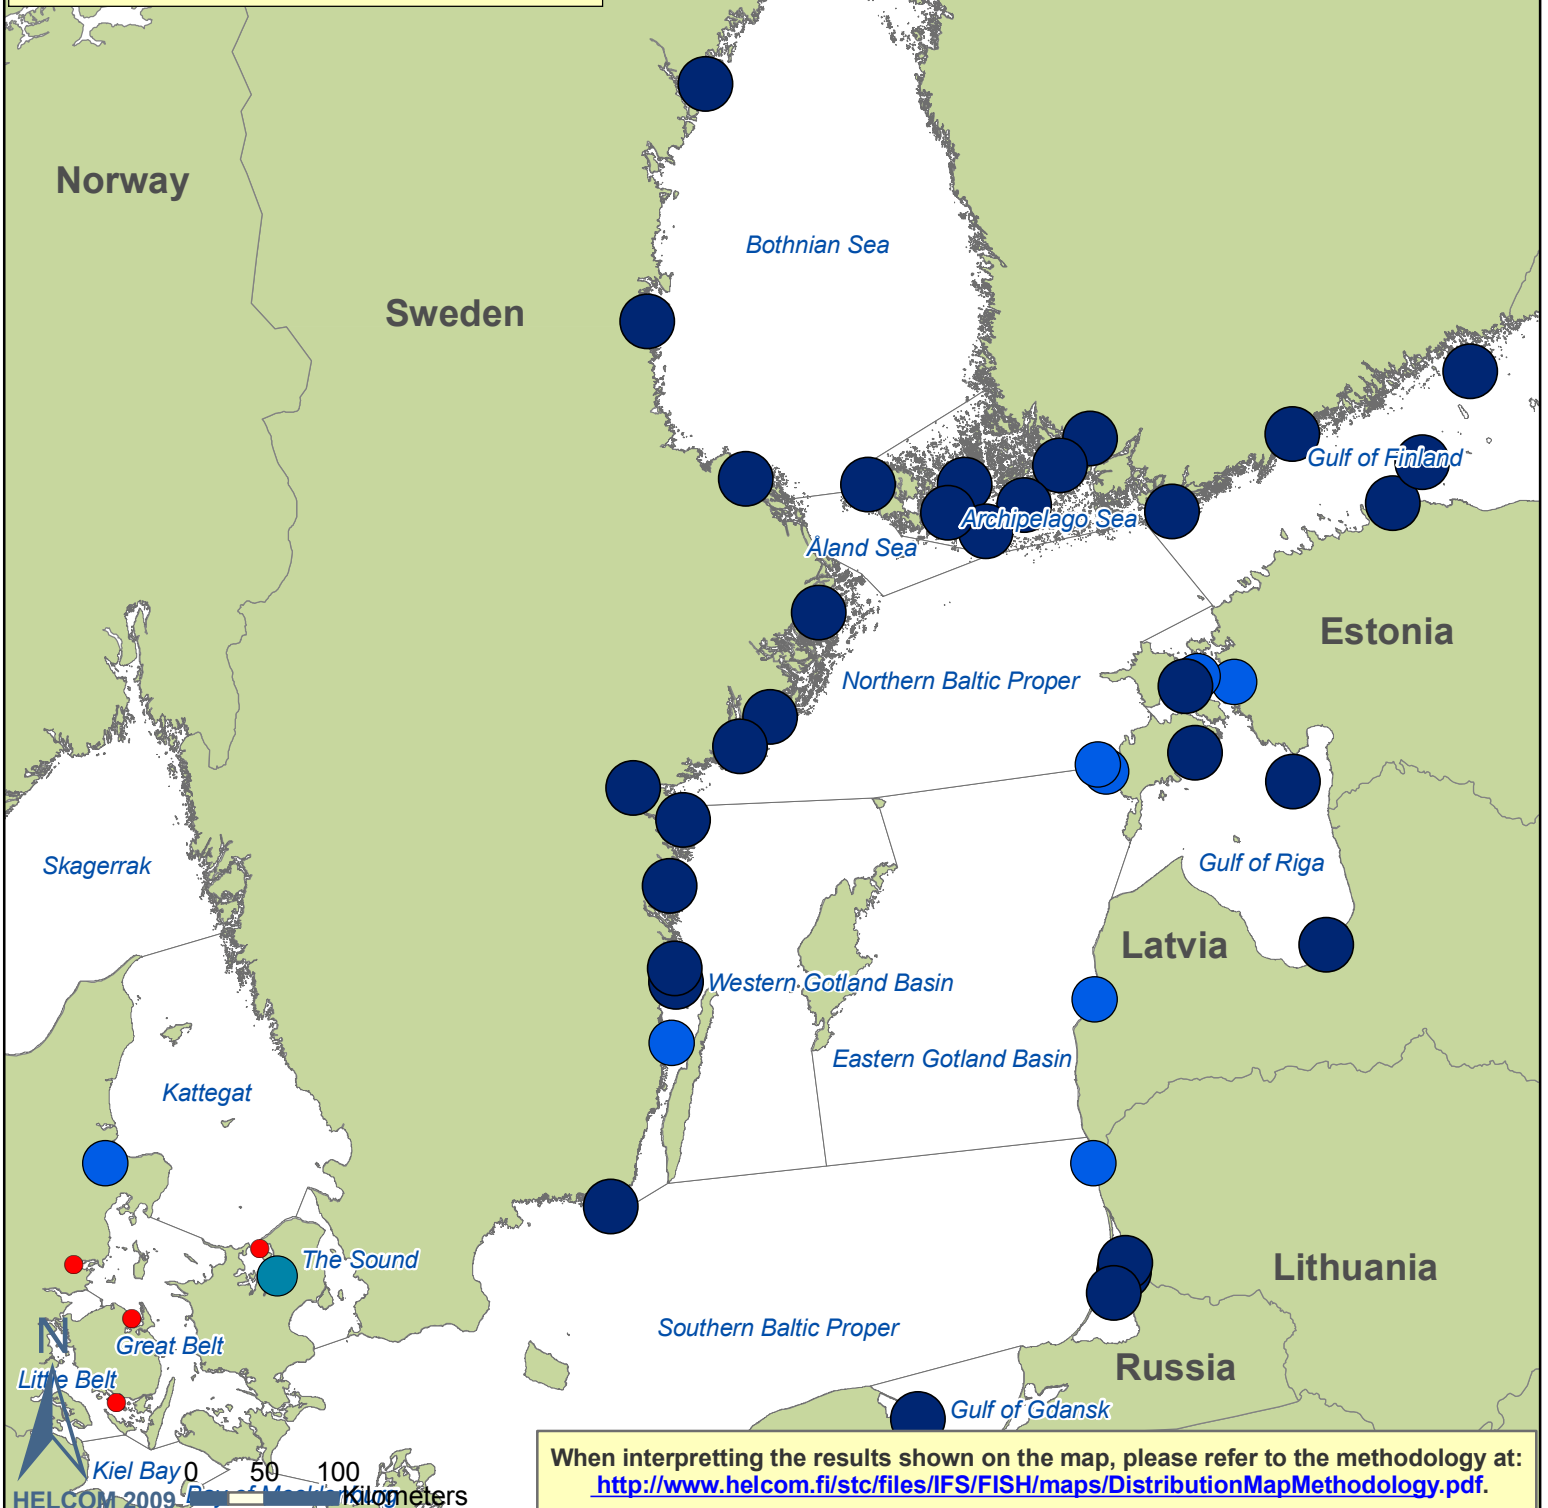 Norway
Bothnian Sea
Sweden
Gulf of Finland
Archipelago Sea
Åland Sea
Estonia
Northern Baltic Proper
Skagerrak
Gulf of Riga
Latvia
Western Gotland Basin
Eastern Gotland Basin
Kattegat
The Sound
Lithuania
Southern Baltic Proper
N
Great Belt
Russia
Little Belt
Gulf of Gdansk
When interpretting the results shown on the map, please refer to the methodology at:
http://www.helcom.fi/stc/files/IFS/FISH/maps/DistributionMapMethodology.pdf.
Kiel Bay
0 50 100
Kilometers
HELCOM 2009
Bay of Mecklenburg